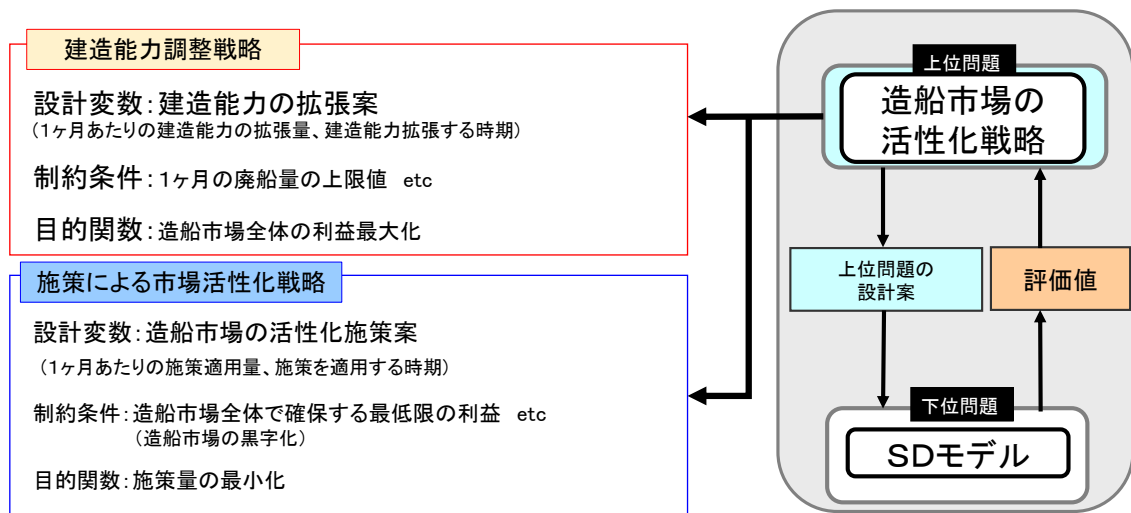 建造能力調整戦略
設計変数：建造能力の拡張案
（1ヶ月あたりの建造能力の拡張量、建造能力拡張する時期）
制約条件：1ヶ月の廃船量の上限値 etc
目的関数：造船市場全体の利益最大化
施策による市場活性化戦略
設計変数：造船市場の活性化施策案
（1ヶ月あたりの施策適用量、施策を適用する時期）
制約条件：造船市場全体で確保する最低限の利益 etc
（造船市場の黒字化）
目的関数：施策量の最小化
上位問題
造船市場の
活性化戦略
上位問題の
設計案
評価値
下位問題
SDモデル